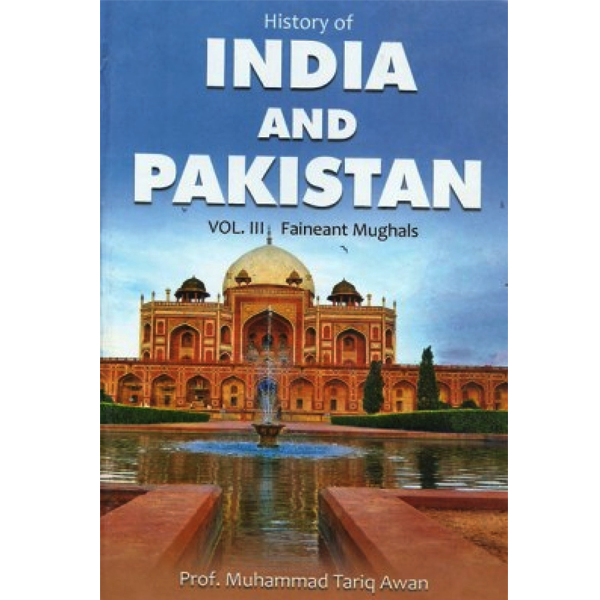 History of
INDIA
AND
PAKISTAN
VOL. III Faineant Mughals
Prof. Muhammad Tariq Awan